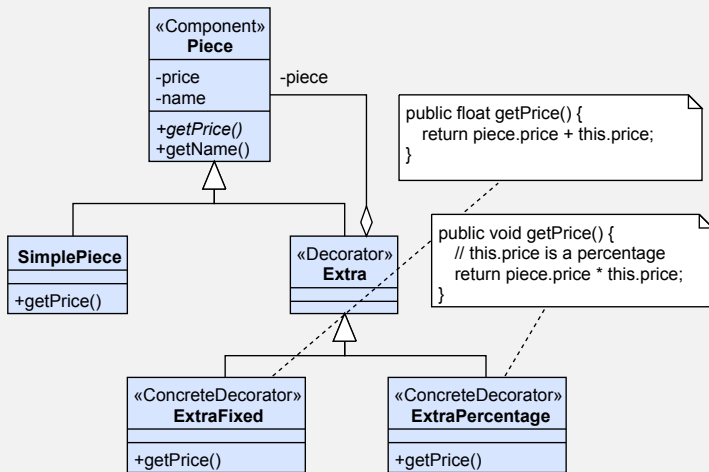 «Component»
Piece
-price
-name
+getPrice()
+getName()
-piece
public float getPrice() {
return piece.price + this.price;
}
public void getPrice() {
// this.price is a percentage
return piece.price * this.price;
}
SimplePiece
+getPrice()
«Decorator»
Extra
«ConcreteDecorator»
ExtraFixed
+getPrice()
«ConcreteDecorator»
ExtraPercentage
+getPrice()